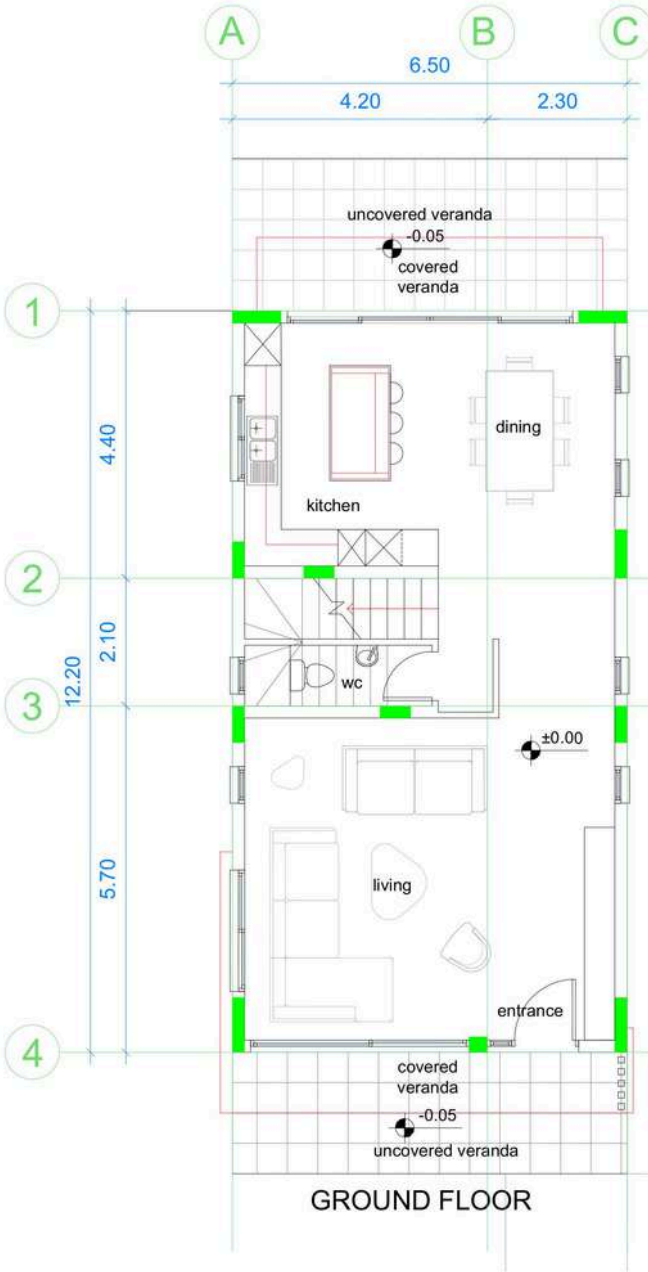 A
B
C
6.50
4.20
2.30
uncovered veranda
-0.05
covered
veranda
1
4.40
dining
kitchen
2
2.10
12.20
wc
3
±0.00
5.70
living
entrance
4
covered
veranda
-0.05
uncovered veranda
GROUND FLOOR